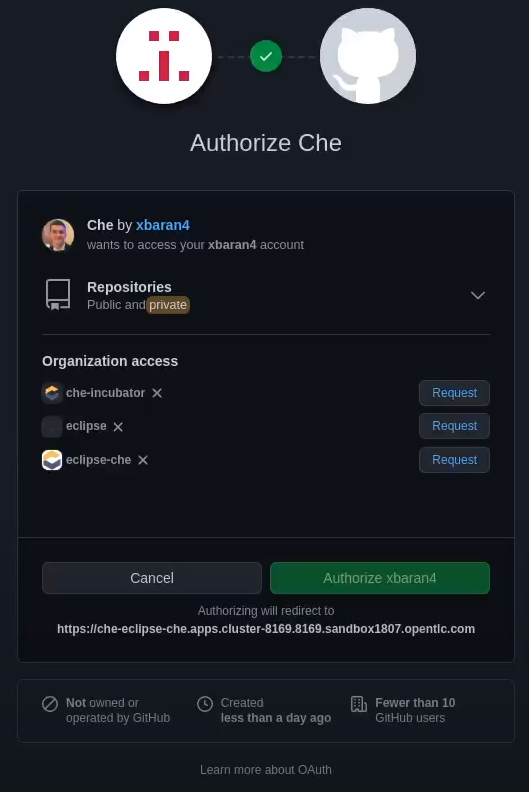 Authorize Che
Che by xbaran4
wants to access your xbaran4 account
Repositories
Public and private
Organization access
che-incubator
Request
eclipse
Request
eclipse-che
Request
Cancel
Authorize xbaran4
Authorizing will redirect to
https://che-eclipse-che.apps.cluster-8169.8169.sandbox1807.opentlc.com
Not owned or
operated by GitHub
Created
less than a day ago
Fewer than 10
GitHub users
Learn more about OAuth